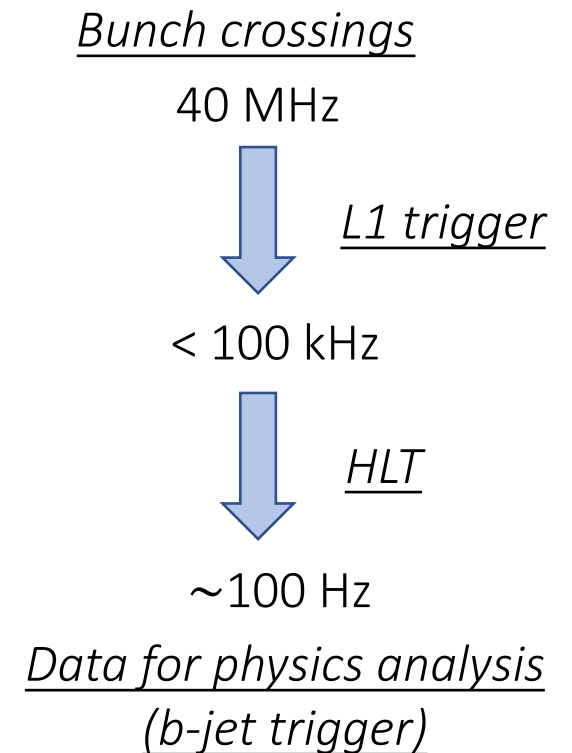 Bunch crossings
40 MHz
L1 trigger
< 100 kHz
HLT
~100 Hz
Data for physics analysis
(b-jet trigger)